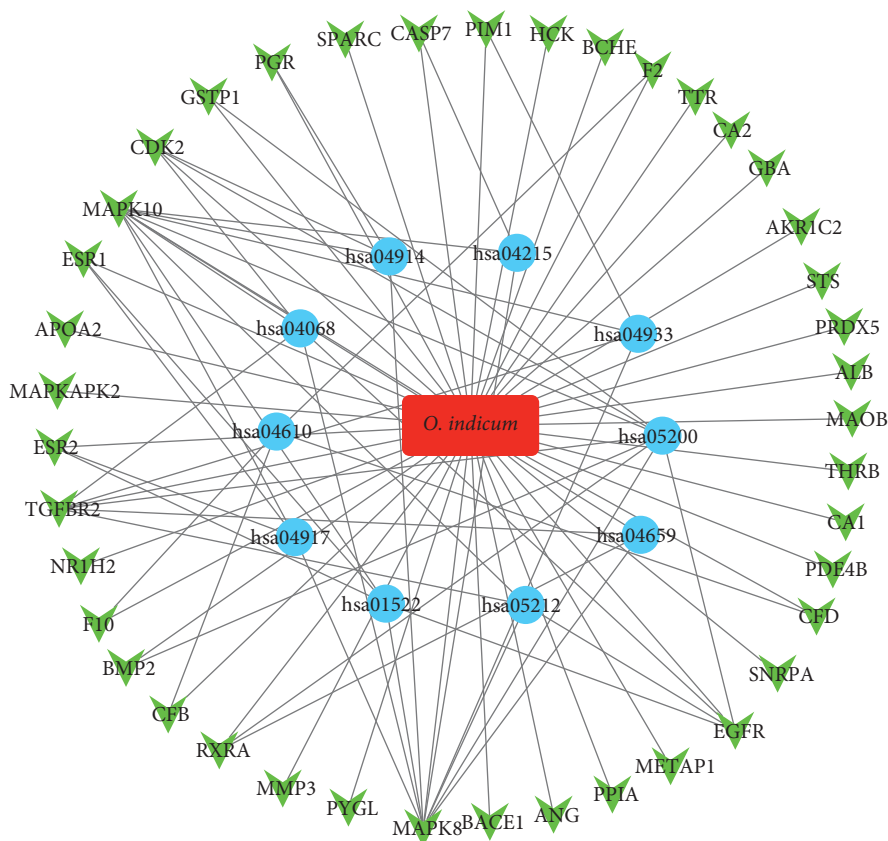 PIM1
CASP7
HCK
SPARC
BCHE
PGR
F2
GSTP1
TTR
CA2
CDK2
GBA
MAPK10
AKR1C2
hsa04914
hsa04215
ESR1
STS
hsa04068
hsa04933
APOA2
PRDX5
ALB
MAPKAPK2
O. indicum
MAOB
hsa04610
hsa05200
ESR2
THRB
TGFBR2
CA1
hsa04917
hsa04659
NR1H2
PDE4B
hsa01522
hsa05212
F10
CFD
BMP2
SNRPA
CFB
EGFR
RXRA
METAP1
MMP3
PPIA
PYGL
ANG
MAPK8
BACE1